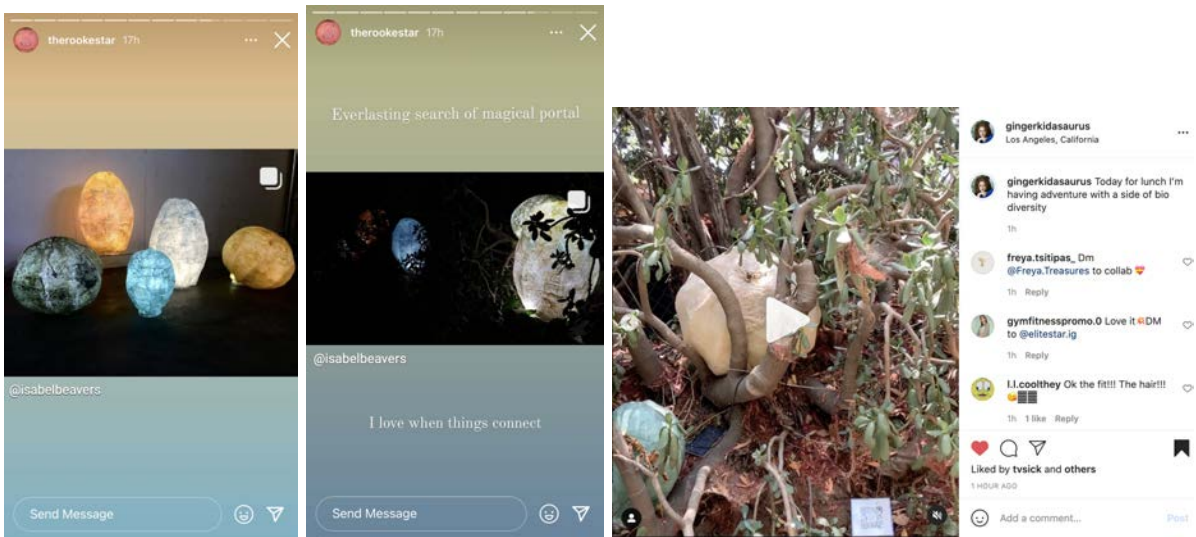 therookestar 17h
@isabelbeavers
Send Message
therookestar 17h
Everlasting search of magical portal
@isabelbeavers
I love when things connect
Send Message
gingerkidasaurus
Los Angeles, California
gingerkidasaurus Today for lunch I'm
having adventure with a side of bio
diversity
1h
freya.tsitipas_ Dm
@Freya.Treasures to collab 💝
1h Reply
gymfitnesspromo.0 Love it DM
to @elitestar.ig
1h Reply
l.l.coolthey Ok the fit!!! The hair!!!
1h 1 like Reply
Liked by tvsick and others
1 HOUR AGO
Add a comment...
Post